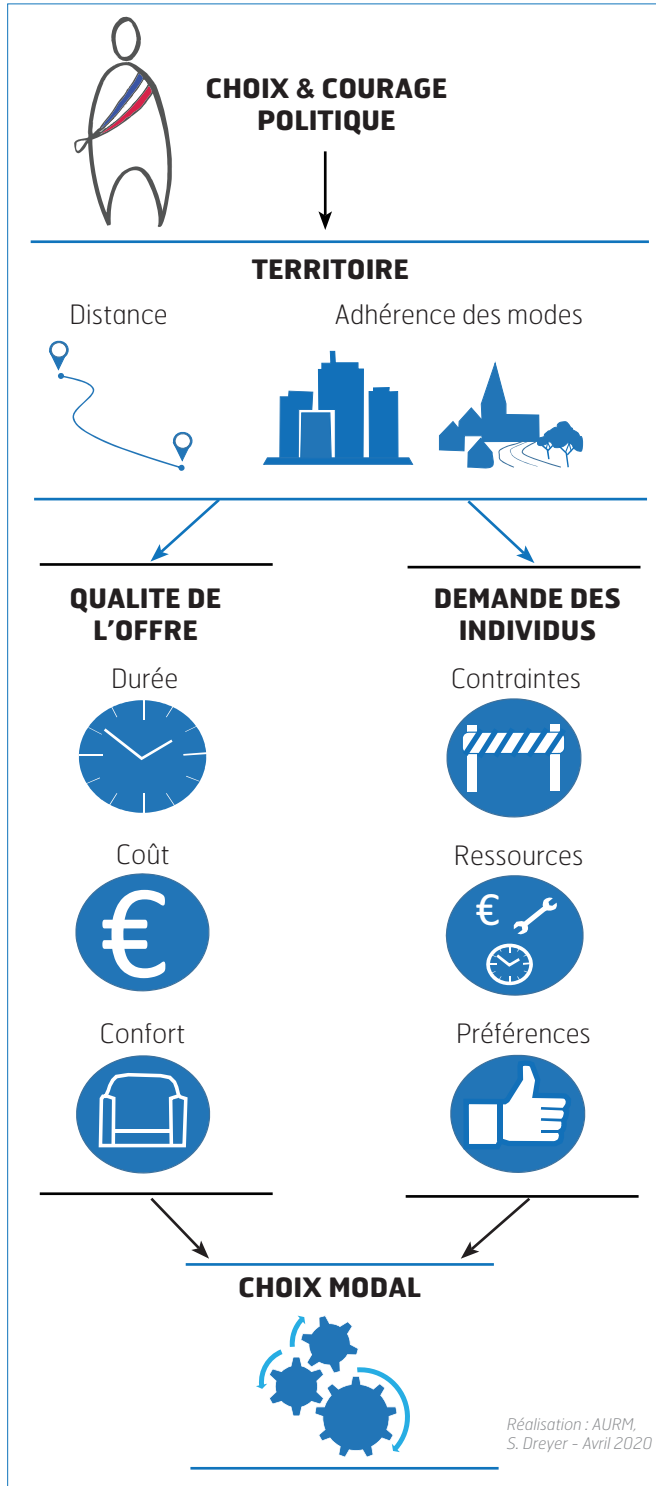 CHOIX & COURAGE
POLITIQUE
TERRITOIRE
Distance
Adhérence des modes
QUALITE DE
L'OFFRE
Durée
€
Coût
Confort
DEMANDE DES
INDIVIDUS
Contraintes
Ressources
€
Préférences
CHOIX MODAL
Réalisation : AURM,
S. Dreyer - Avril 2020